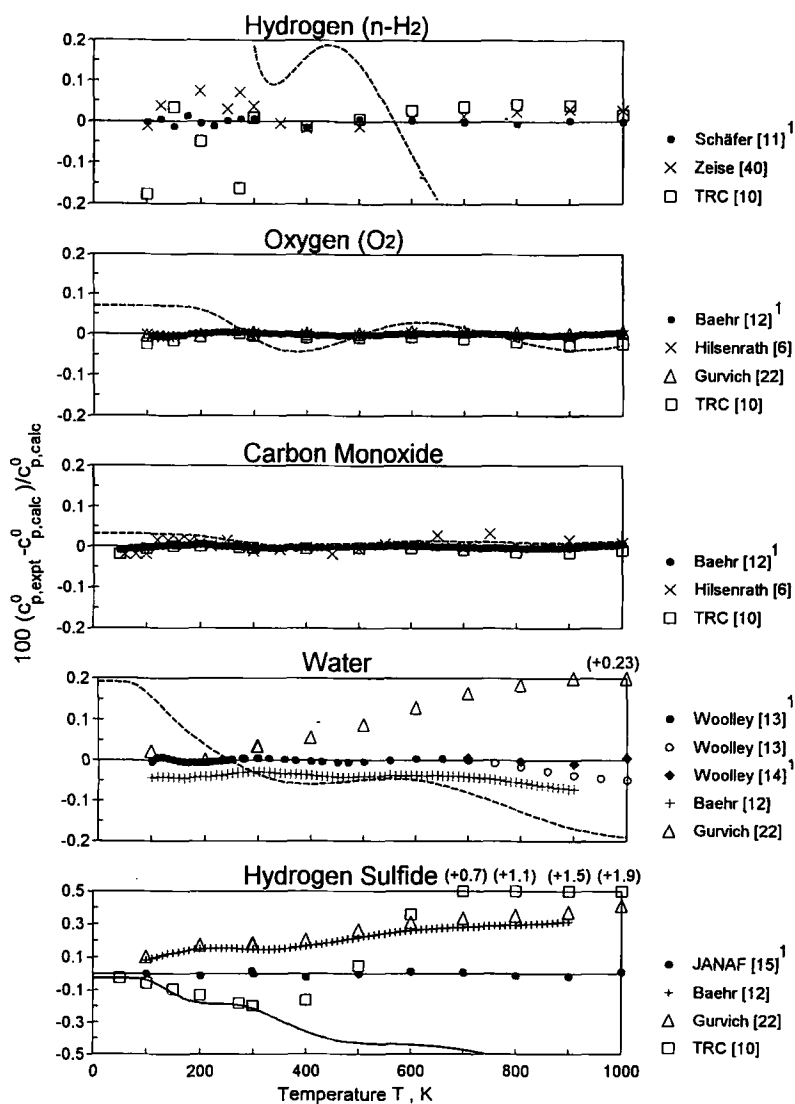 Hydrogen (n-H2)
0.2
0.1
0
-0.1
-0.2
Schäfer [11]1
Zeise [40]
TRC [10]
Oxygen (O2)
0.2
0.1
0
-0.1
-0.2
Baehr [12]1
Hilsenrath [6]
Gurvich [22]
TRC [10]
Carbon Monoxide
0.2
0.1
0
-0.1
-0.2
Baehr [12]1
Hilsenrath [6]
TRC [10]
100 (c0p,expt -c0p,calc)/c0p,calc
Water
(+0.23)
0.2
0.1
0
-0.1
-0.2
Woolley [13]1
Woolley [13]
Woolley [14]1
Baehr [12]
Gurvich [22]
Hydrogen Sulfide (+0.7) (+1.1) (+1.5) (+1.9)
0.5
0.3
0.1
-0.1
-0.3
-0.5
JANAF [15]1
Baehr [12]
Gurvich [22]
TRC [10]
0 200 400 600 800 1000
Temperature T , K